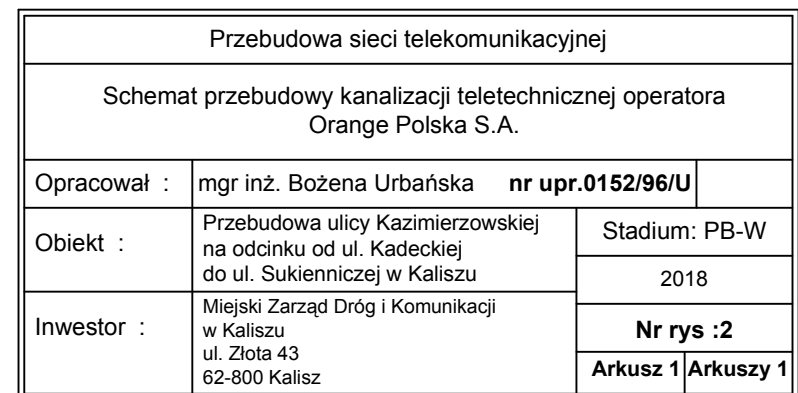 Przebudowa sieci telekomunikacyjnej
Schemat przebudowy kanalizacji teletechnicznej operatora
Orange Polska S.A.
Opracował : mgr inż. Bożena Urbańska nr upr.0152/96/U
Obiekt :
Przebudowa ulicy Kazimierzowskiej
na odcinku od ul. Kadeckiej
do ul. Sukienniczej w Kaliszu
Stadium: PB-W
2018
Inwestor :
Miejski Zarząd Dróg i Komunikacji
w Kaliszu
ul. Złota 43
62-800 Kalisz
Nr rys :2
Arkusz 1 Arkuszy 1